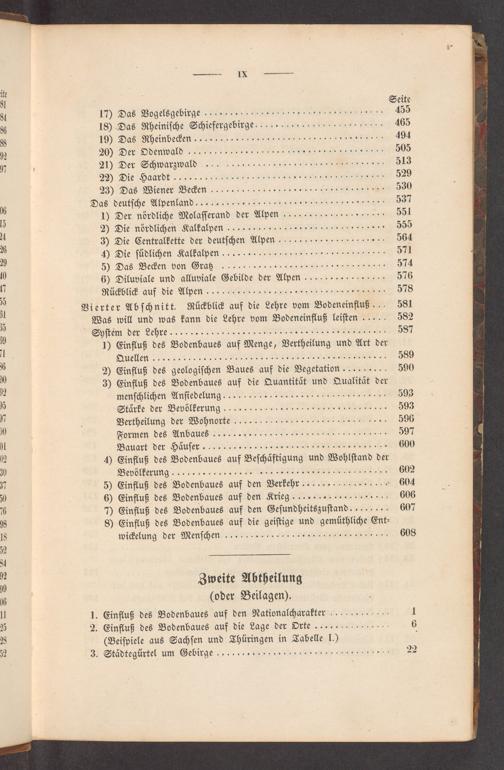 IX
Seite
17) Das Vogelsgebirge 455
18) Das Rheinische Schiefergebirge 465
19) Das Rheinbecken 494
20) Der Odenwald 505
21) Der Schwarzwald 513
22) Die Haardt 529
23) Das Wiener Becken 530
Das deutsche Alpenland 537
1) Der nördliche Molasserand der Alpen 551
2) Die nördlichen Kalkalpen 555
3) Die Centralkette der deutschen Alpen 564
4) Die südlichen Kalkalpen 571
5) Das Becken von Gratz 574
6) Diluviale und alluviale Gebilde der Alpen 576
Rückblick auf die Alpen 578
Vierter Abschnitt. Rückblick auf die Lehre vom Bodeneinfluß 581
Was will und was kann die Lehre vom Bodeneinfluß leisten 582
System der Lehre 587
1) Einfluß des Bodenbaues auf Menge, Vertheilung und Art der
Quellen 589
2) Einfluß des geologischen Baues auf die Vegetation 590
3) Einfluß des Bodenbaues auf die Quantität und Qualität der
menschlichen Ansiedelung 593
Stärke der Bevölkerung 593
Vertheilung der Wohnorte 596
Formen des Anbaues 597
Bauart der Häuser 600
4) Einfluß des Bodenbaues auf Beschäftigung und Wohlstand der
Bevölkerung 602
5) Einfluß des Bodenbaues auf den Verkehr 604
6) Einfluß des Bodenbaues auf den Krieg 606
7) Einfluß des Bodenbaues auf den Gesundheitszustand 607
8) Einfluß des Bodenbaues auf die geistige und gemüthliche Ent-
wickelung der Menschen 608
Zweite Abtheilung
(oder Beilagen).
1. Einfluß des Bodenbaues auf den Nationalcharakter 1
2. Einfluß des Bodenbaues auf die Lage der Orte 6
(Beispiele aus Sachsen und Thüringen in Tabelle I.)
3. Städtegürtel um Gebirge 22